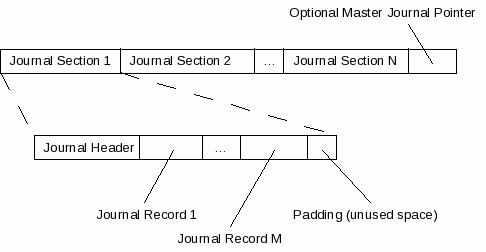 Optional Master Journal Pointer
Journal Section 1
Journal Section 2
...
Journal Section N
Journal Header
...
Journal Record 1
Padding (unused space)
Journal Record M